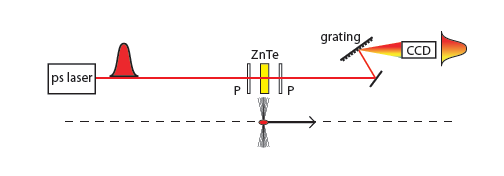 grating
ZnTe
CCD
ps laser
P
P